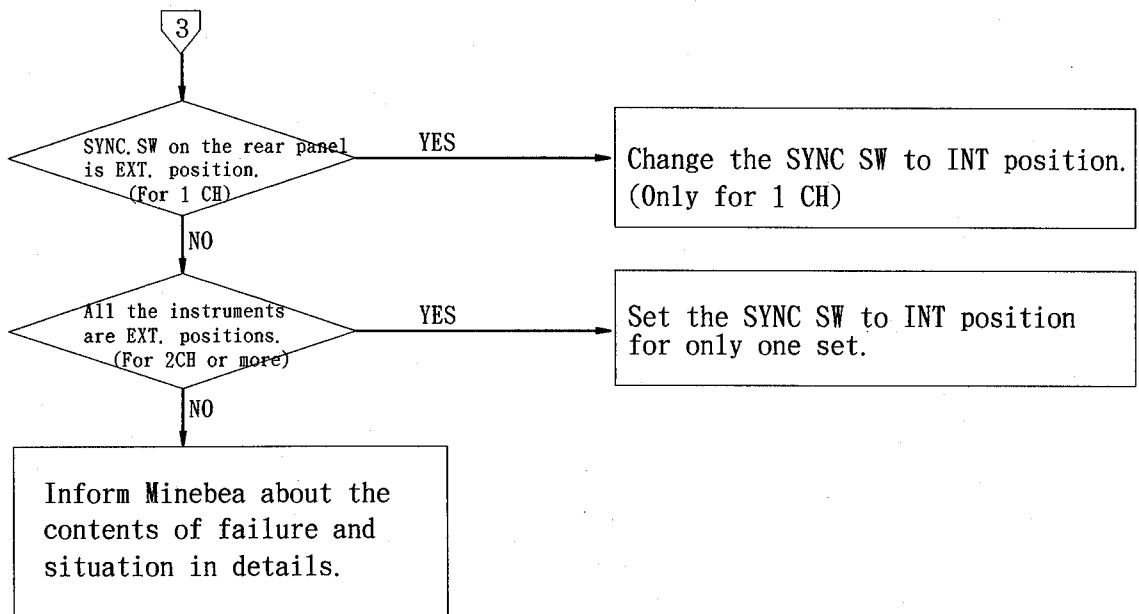 3
SYNC.SW on the rear panel
is EXT. position.
(For 1 CH)
YES
Change the SYNC SW to INT position.
(Only for 1 CH)
NO
All the instruments
are EXT. positions.
(For 2CH or more)
YES
Set the SYNC SW to INT position
for only one set.
NO
Inform Minebea about the
contents of failure and
situation in details.